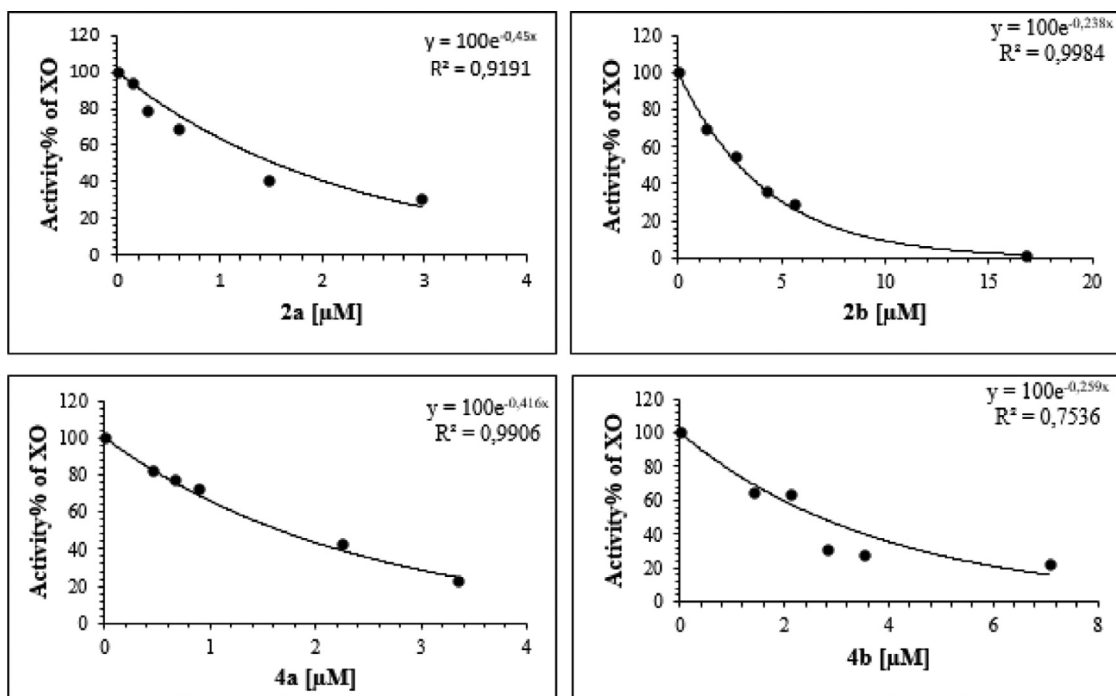 y = 100e-0,45x
R² = 0,9191
Activity% of XO
120
100
80
60
40
20
0
0 1 2 3 4
2a [µM]
y = 100e-0,238x
R² = 0,9984
Activity% of XO
120
100
80
60
40
20
0
0 5 10 15 20
2b [µM]
y = 100e-0,416x
R² = 0,9906
Activity% of XO
120
100
80
60
40
20
0
0 1 2 3 4
4a [µM]
y = 100e-0,259x
R² = 0,7536
Activity% of XO
120
100
80
60
40
20
0
0 2 4 6 8
4b [µM]